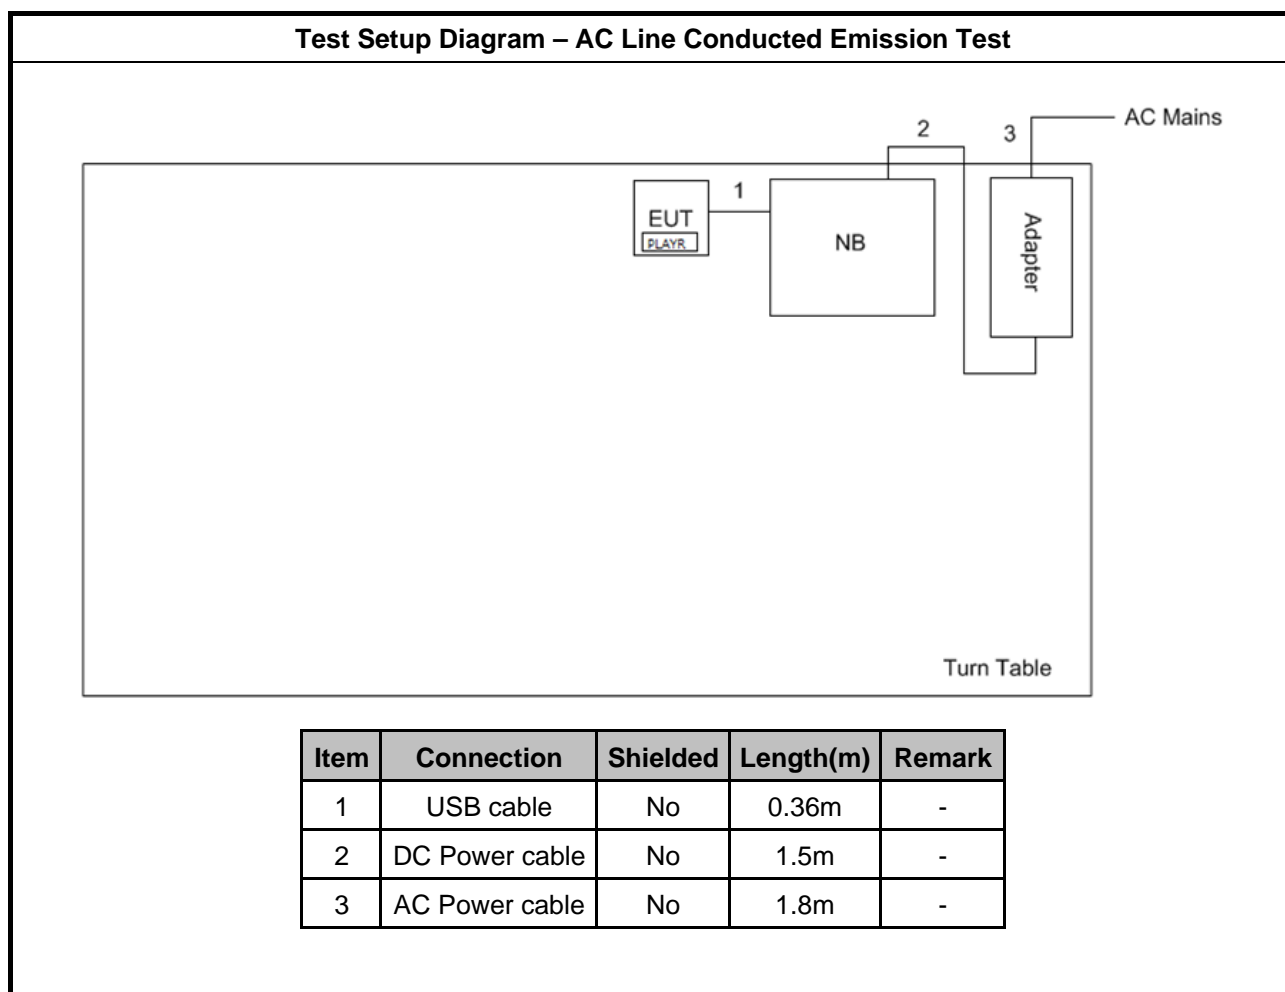 Test Setup Diagram – AC Line Conducted Emission Test
AC Mains
2
3
1
EUT
PLAYR
NB
Adapter
Turn Table
Item Connection Shielded Length(m) Remark
1 USB cable No 0.36m -
2 DC Power cable No 1.5m -
3 AC Power cable No 1.8m -